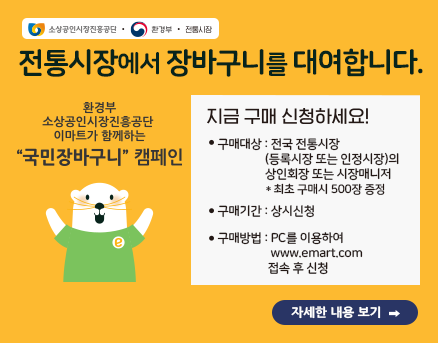 소상공인시장진흥공단 • 환경부 • 전통시장
전통시장에서 장바구니를 대여합니다.
환경부
소상공인시장진흥공단
이마트가 함께하는
“국민장바구니” 캠페인
지금 구매 신청하세요!
• 구매대상 : 전국 전통시장
(등록시장 또는 인정시장)의
상인회장 또는 시장매니저
* 최초 구매시 500장 증정
• 구매기간 : 상시신청
• 구매방법 : PC를 이용하여
www.emart.com
접속 후 신청
e
자세한 내용 보기 ➡